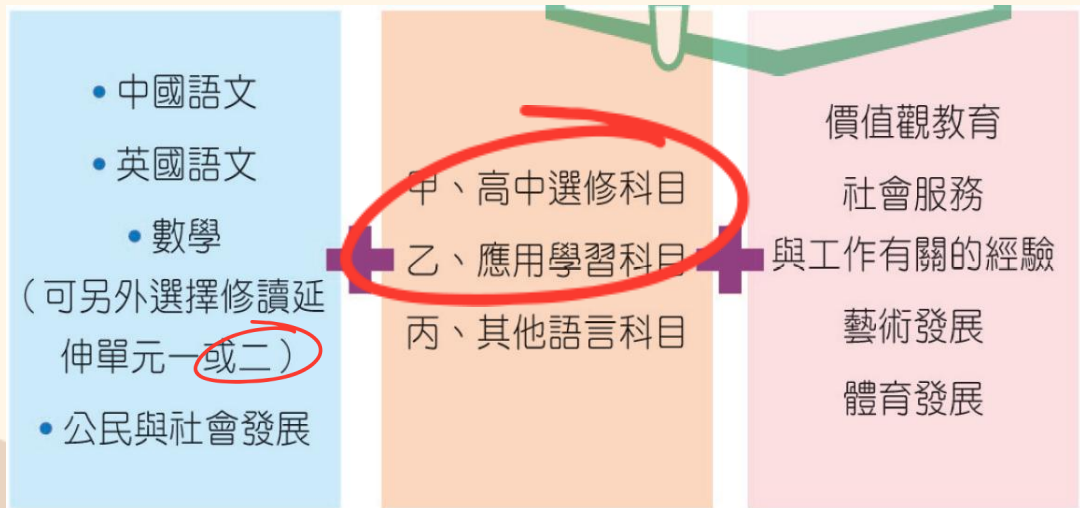 • 中國語文
• 英國語文
• 數學
（可另外選擇修讀延
伸單元一或二）
• 公民與社會發展
甲、高中選修科目
乙、應用學習科目
丙、其他語言科目
價值觀教育
社會服務
與工作有關的經驗
藝術發展
體育發展